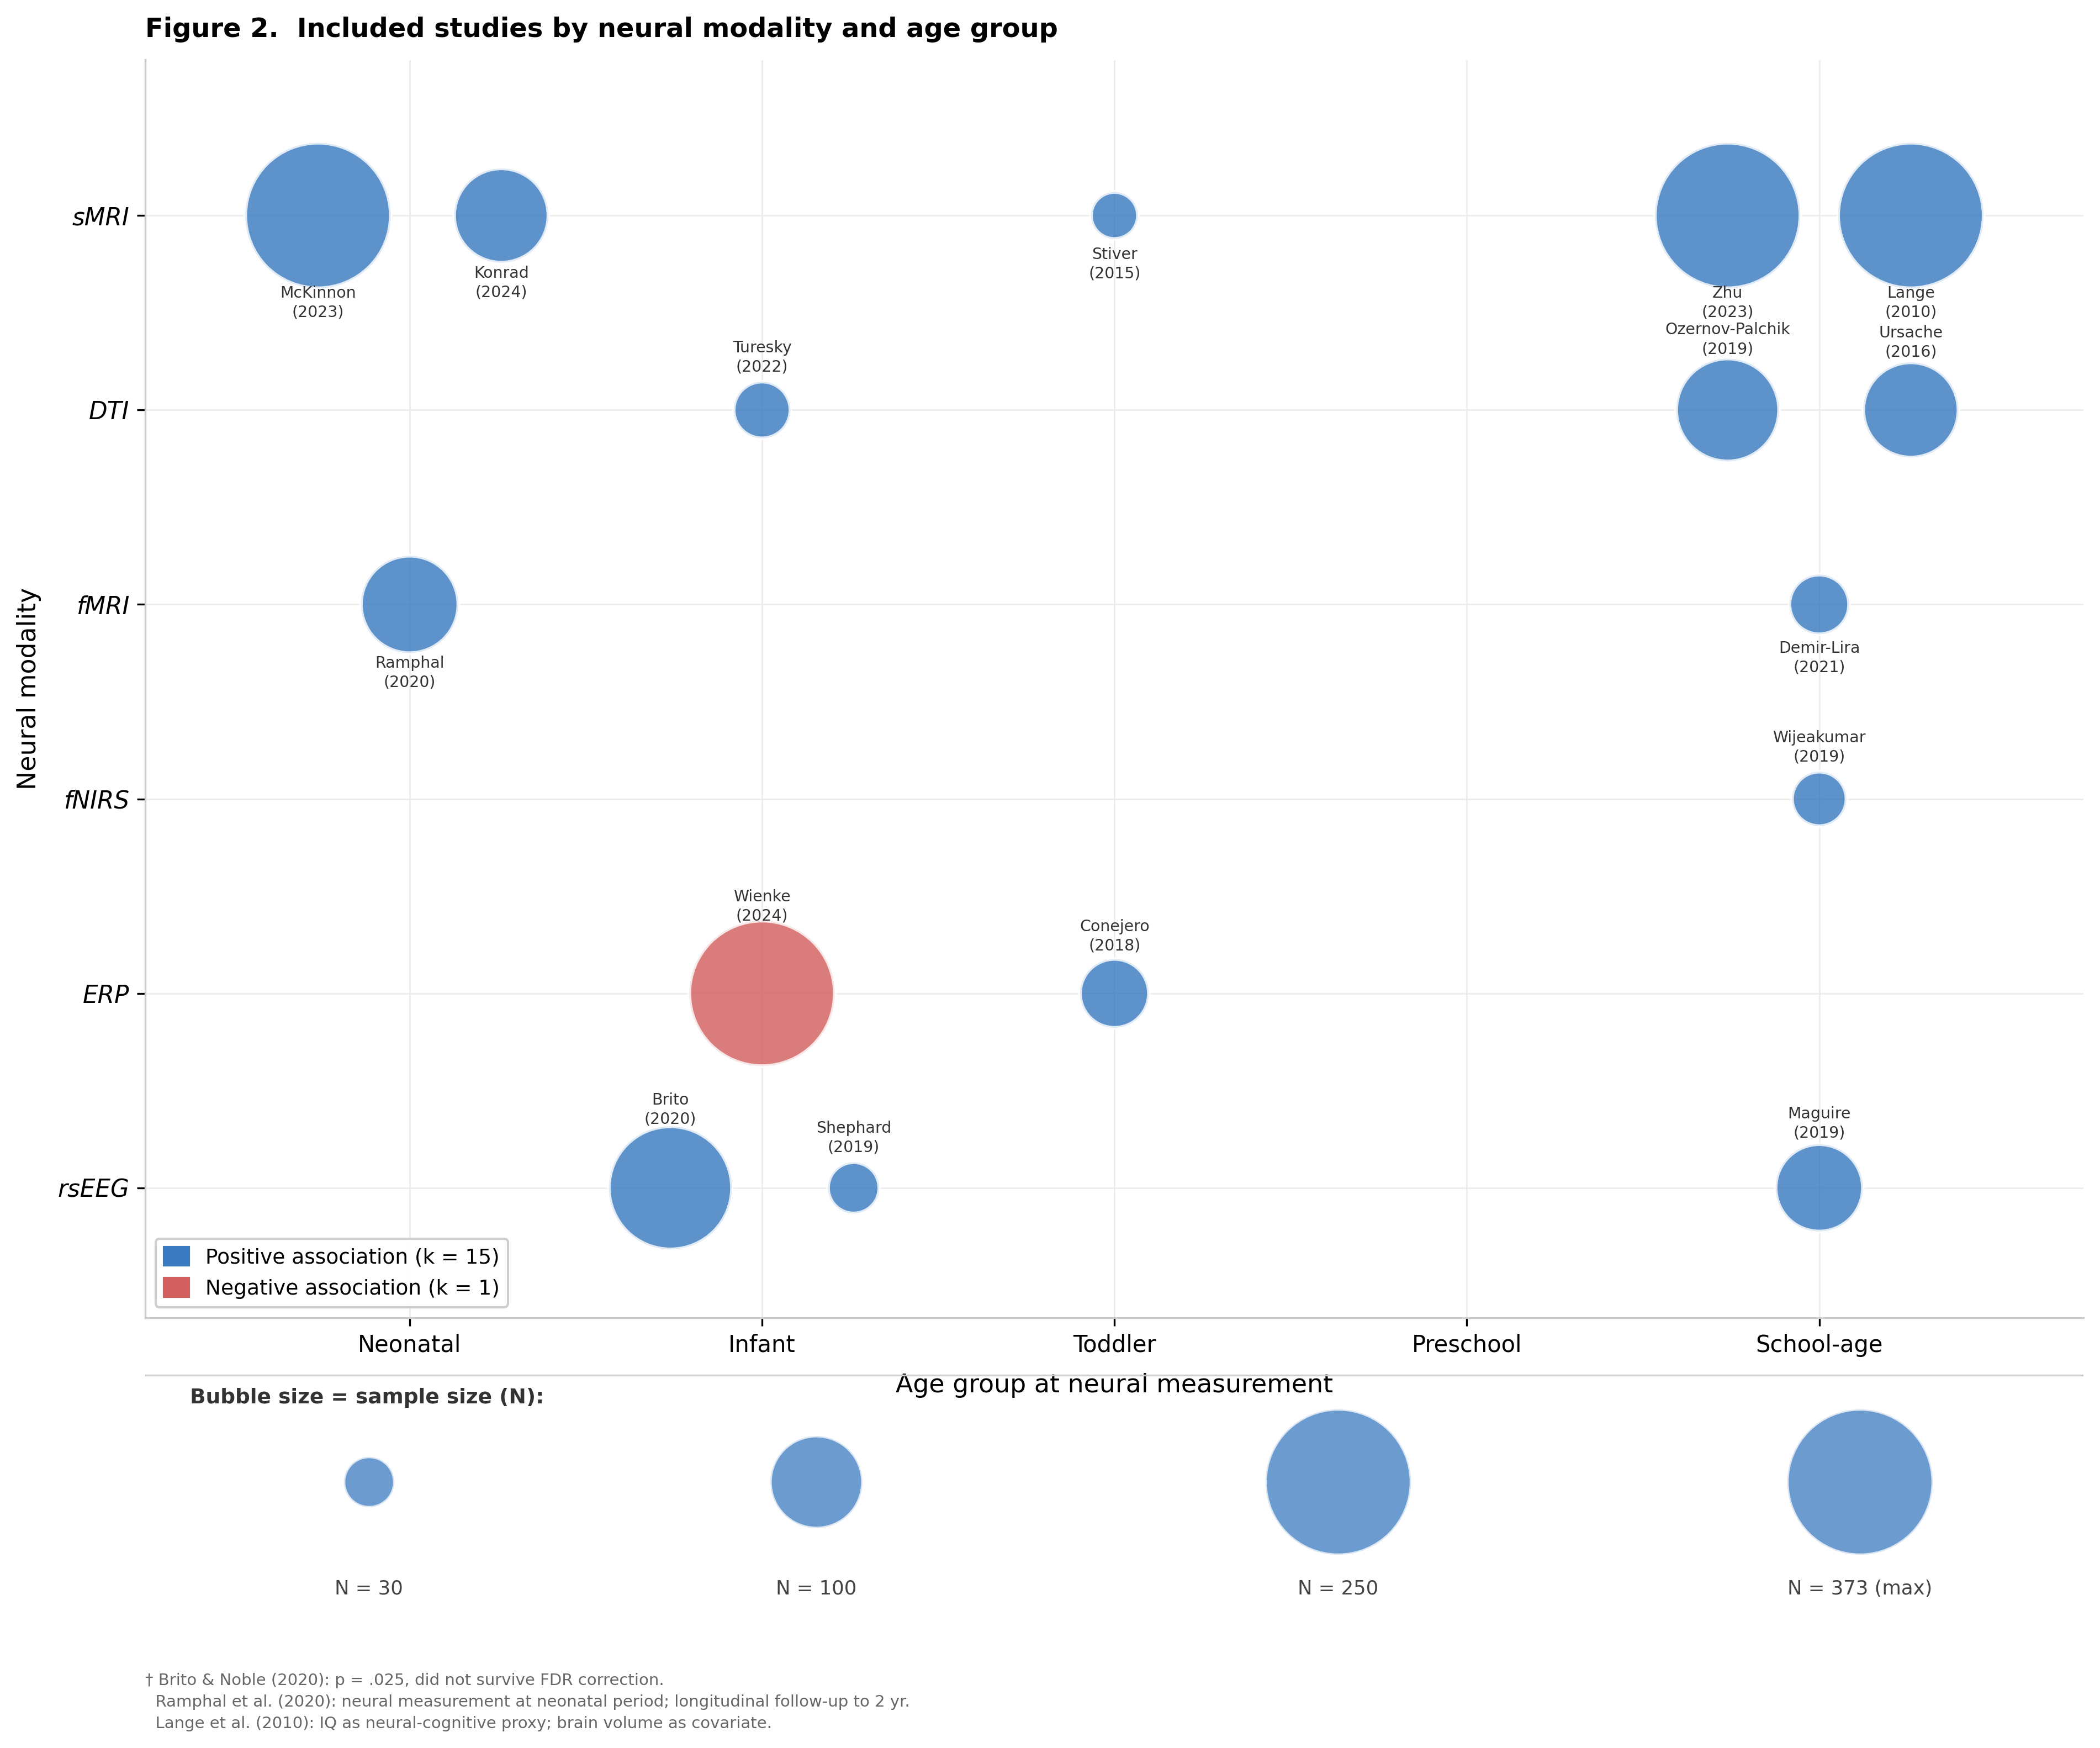 Figure 2.  Included studies by neural modality and age group
Neural modality
sMRI
McKinnon
(2023)
Konrad
(2024)
Stiver
(2015)
Zhu
(2023)
Lange
(2010)
DTI
Turesky
(2022)
Ozernov-Palchik
(2019)
Ursache
(2016)
fMRI
Ramphal
(2020)
Demir-Lira
(2021)
fNIRS
Wijeakumar
(2019)
ERP
Wienke
(2024)
Conejero
(2018)
rsEEG
Brito
(2020)
Shephard
(2019)
Maguire
(2019)
Positive association (k = 15)
Negative association (k = 1)
Neonatal
Infant
Toddler
Preschool
School-age
Age group at neural measurement
Bubble size = sample size (N):
N = 30
N = 100
N = 250
N = 373 (max)
† Brito & Noble (2020): p = .025, did not survive FDR correction.
Ramphal et al. (2020): neural measurement at neonatal period; longitudinal follow-up to 2 yr.
Lange et al. (2010): IQ as neural-cognitive proxy; brain volume as covariate.